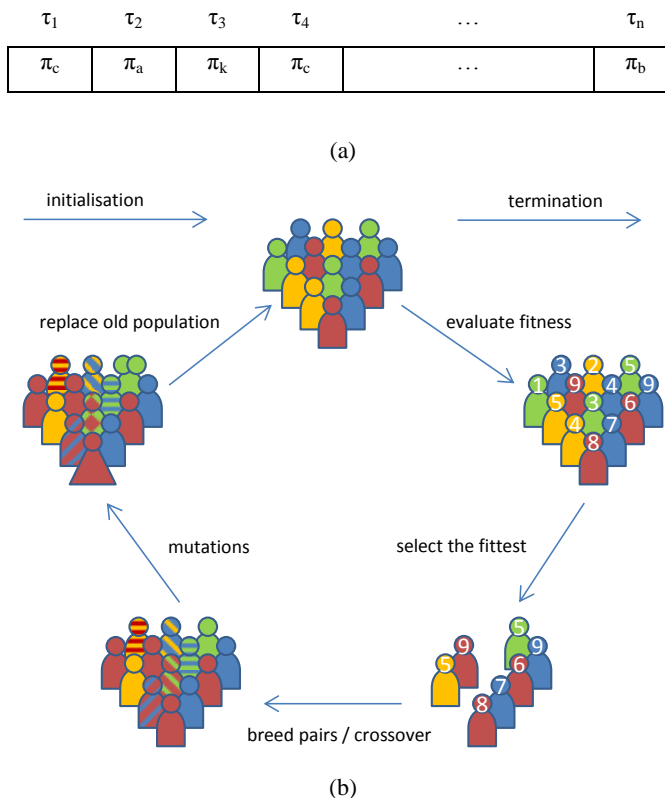 τ1 τ2 τ3 τ4 ... τn
πc πa πk πc ... πb
(a)
initialisation
termination
replace old population
evaluate fitness
3 2 5
1 9 4 9
5 3 6
4 7
8
mutations
select the fittest
5
9 9
5 6
7
8
breed pairs / crossover
(b)